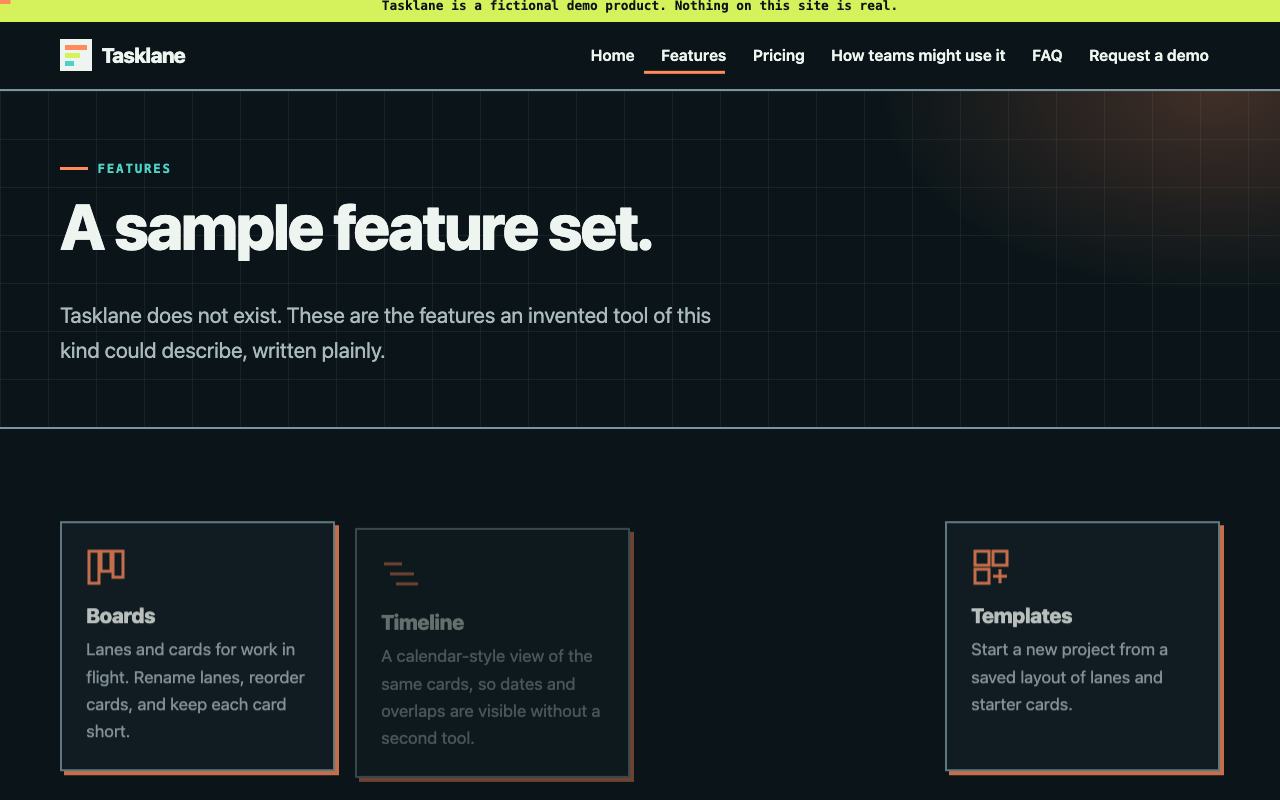 Tasklane is a fictional demo product. Nothing on this site is real.
Tasklane
Home Features Pricing How teams might use it FAQ Request a demo
FEATURES
A sample feature set.
Tasklane does not exist. These are the features an invented tool of this
kind could describe, written plainly.
Boards
Lanes and cards for work in
flight. Rename lanes, reorder
cards, and keep each card
short.
Timeline
A calendar-style view of the
same cards, so dates and
overlaps are visible without a
second tool.
Templates
Start a new project from a
saved layout of lanes and
starter cards.